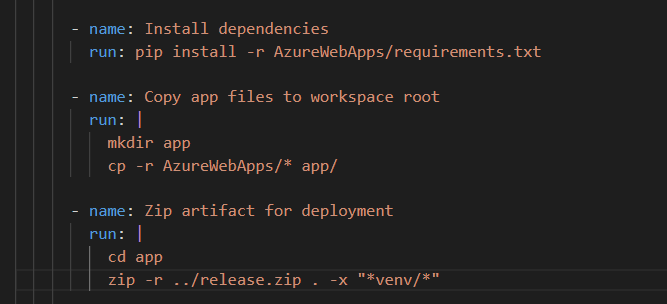 - name: Install dependencies
run: pip install -r AzureWebApps/requirements.txt
- name: Copy app files to workspace root
run: |
mkdir app
cp -r AzureWebApps/* app/
- name: Zip artifact for deployment
run: |
cd app
zip -r ../release.zip . -x "*venv/*"